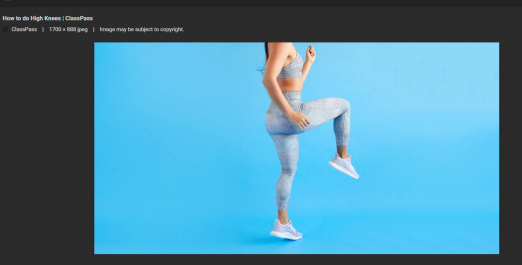 How to do High Knees | ClassPass
ClassPass | 1700 × 888 jpeg | Image may be subject to copyright.